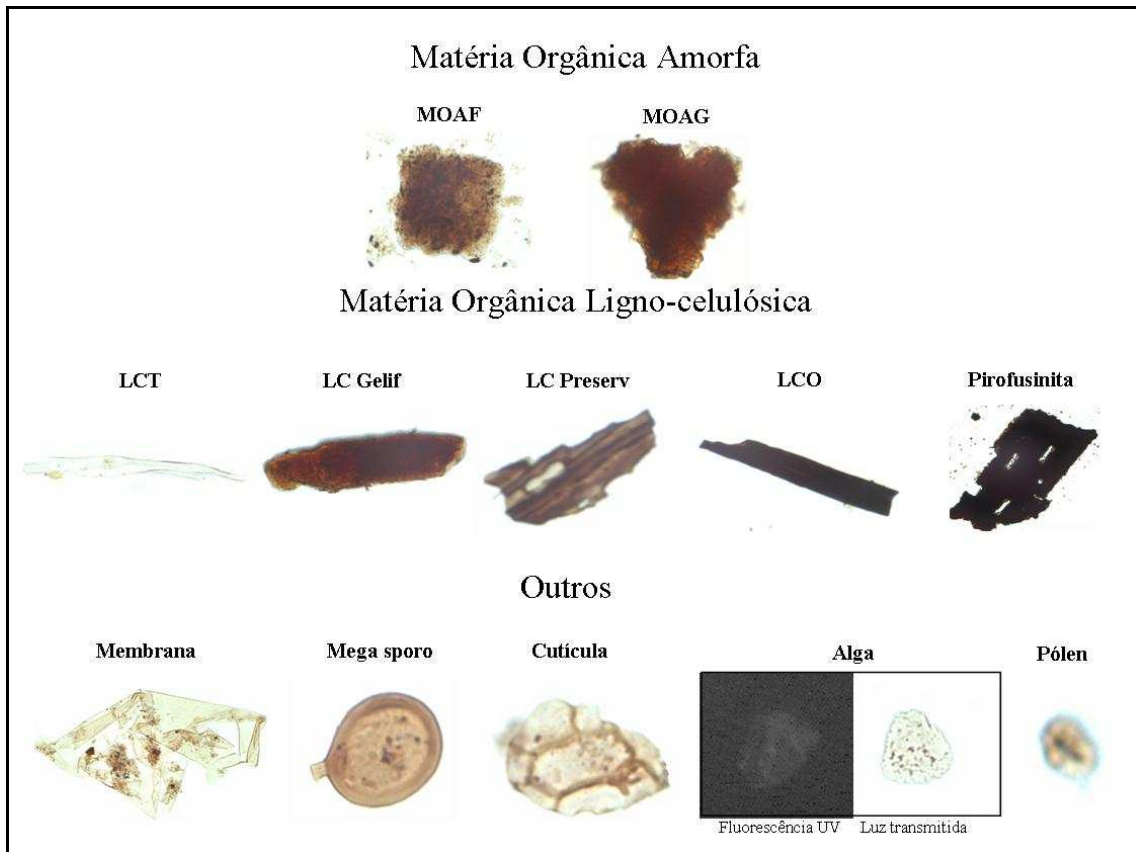 Matéria Orgânica Amorfa
MOAF MOAG
Matéria Orgânica Ligno-celulósica
LCT LC Gelif LC Preserv LCO Pirofusinita
Outros
Membrana Mega sporo Cutícula Alga Pólen
Fluorescência UV Luz transmitida